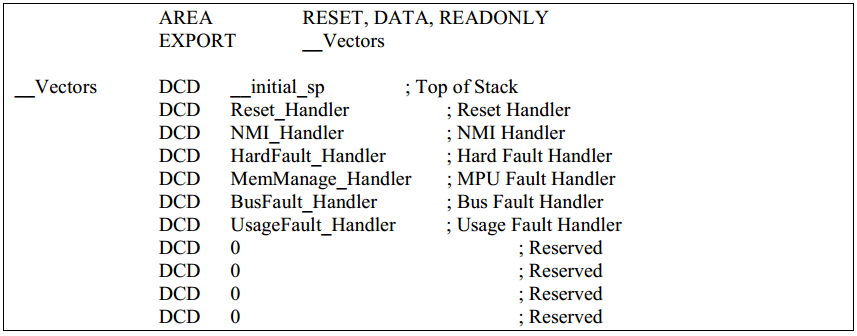 AREA RESET, DATA, READONLY
EXPORT __Vectors
__Vectors DCD __initial_sp ; Top of Stack
DCD Reset_Handler ; Reset Handler
DCD NMI_Handler ; NMI Handler
DCD HardFault_Handler ; Hard Fault Handler
DCD MemManage_Handler ; MPU Fault Handler
DCD BusFault_Handler ; Bus Fault Handler
DCD UsageFault_Handler ; Usage Fault Handler
DCD 0 ; Reserved
DCD 0 ; Reserved
DCD 0 ; Reserved
DCD 0 ; Reserved